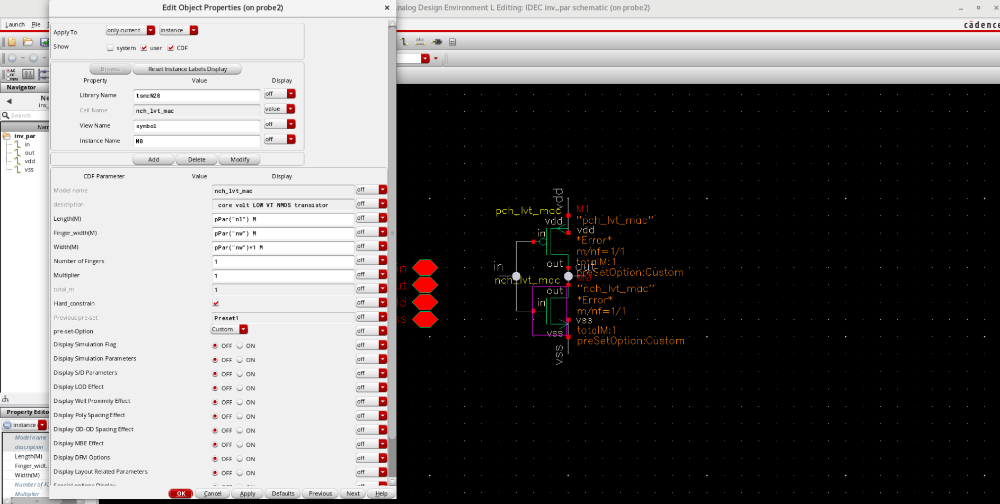 Edit Object Properties (on probe2)
nalog Design Environment L Editing: IDEC inv_par schematic (on probe2)
Launch File E
cādence
Apply To only current instance
Show system user CDF
abc
Browse Reset Instance Labels Display
AC
DC
Trans
Property Value Display
Navigator
Library Name tsmcN28 off
Ne
inv_
Cell Name nch_lvt_mac value
Search
View Name symbol off
Nam
inv_par
Instance Name M0 off
in
out
vdd
vss
Add Delete Modify
CDF Parameter Value Display
Model name nch_lvt_mac off
description core volt LOW VT NMOS transistor off
Length(M) pPar("nl") M off
Finger_width(M) pPar("nw") M off
Width(M) pPar("nw")*1 M off
Number of Fingers 1 off
Multiplier 1 off
total_m 1 off
Hard_constrain off
Previous pre-set Preset1 off
pre-set-Option Custom off
Display Simulation Flag OFF ON off
Display Simulation Parameters OFF ON off
Display S/D Parameters OFF ON off
Display LOD Effect OFF ON off
Display Well Proximity Effect OFF ON off
Display Poly Spacing Effect OFF ON off
Display OD-OD Spacing Effect OFF ON off
Display MBE Effect OFF ON off
Display DFM Options OFF ON off
Display Layout Related Parameters OFF ON off
Special options Display OFF ON off
OK Cancel Apply Defaults Previous Next Help
Property Edito
instance
Model name
description
Length(M)
Finger_widt...
Width(M)
Number of Fi
Multiplier
in
ut
dd
ss
vdd
pch_lvt_mac M1
vdd "pch_lvt_mac"
vdd
in *Error*
m/nf=1/1
out totalM:1
in out
preSetOption:Custom
nch_lvt_mac M0
out "nch_lvt_mac"
in *Error*
m/nf=1/1
vss
vss totalM:1
preSetOption:Custom
vss